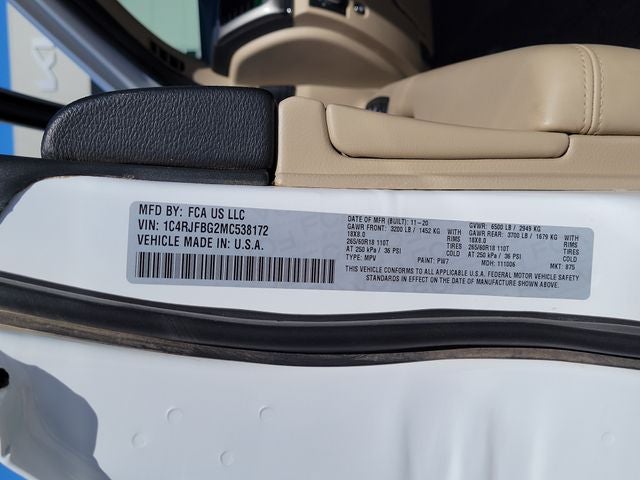 MFD BY: FCA US LLC
VIN: 1C4RJFBG2MC538172
VEHICLE MADE IN: U.S.A.
DATE OF MFR (BUILT): 11-20
GAWR FRONT: 3200 LB / 1452 KG
18X8.0 RIMS
265/60R18 110T TIRES
AT 250 kPa / 36 PSI COLD
TYPE: MPV PAINT: PW7
GVWR: 6500 LB / 2949 KG
GAWR REAR: 3700 LB / 1679 KG
18X8.0 RIMS
265/60R18 110T TIRES
AT 250 kPa / 36 PSI COLD
MDH: 111006 MKT: 875
THIS VEHICLE CONFORMS TO ALL APPLICABLE U.S.A. FEDERAL MOTOR VEHICLE SAFETY
STANDARDS IN EFFECT ON THE DATE OF MANUFACTURE SHOWN ABOVE.